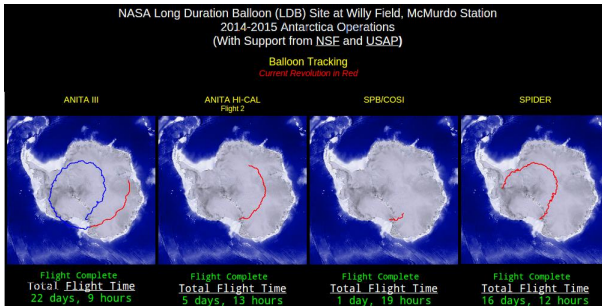 NASA Long Duration Balloon (LDB) Site at Willy Field, McMurdo Station
2014-2015 Antarctica Operations
(With Support from NSF and USAP)
Balloon Tracking
Current Revolution in Red
ANITA III
Flight Complete
Total Flight Time
22 days, 9 hours
ANITA HI-CAL
Flight 2
Flight Complete
Total Flight Time
5 days, 13 hours
SPB/COSI
Flight Complete
Total Flight Time
1 day, 19 hours
SPIDER
Flight Complete
Total Flight Time
16 days, 12 hours